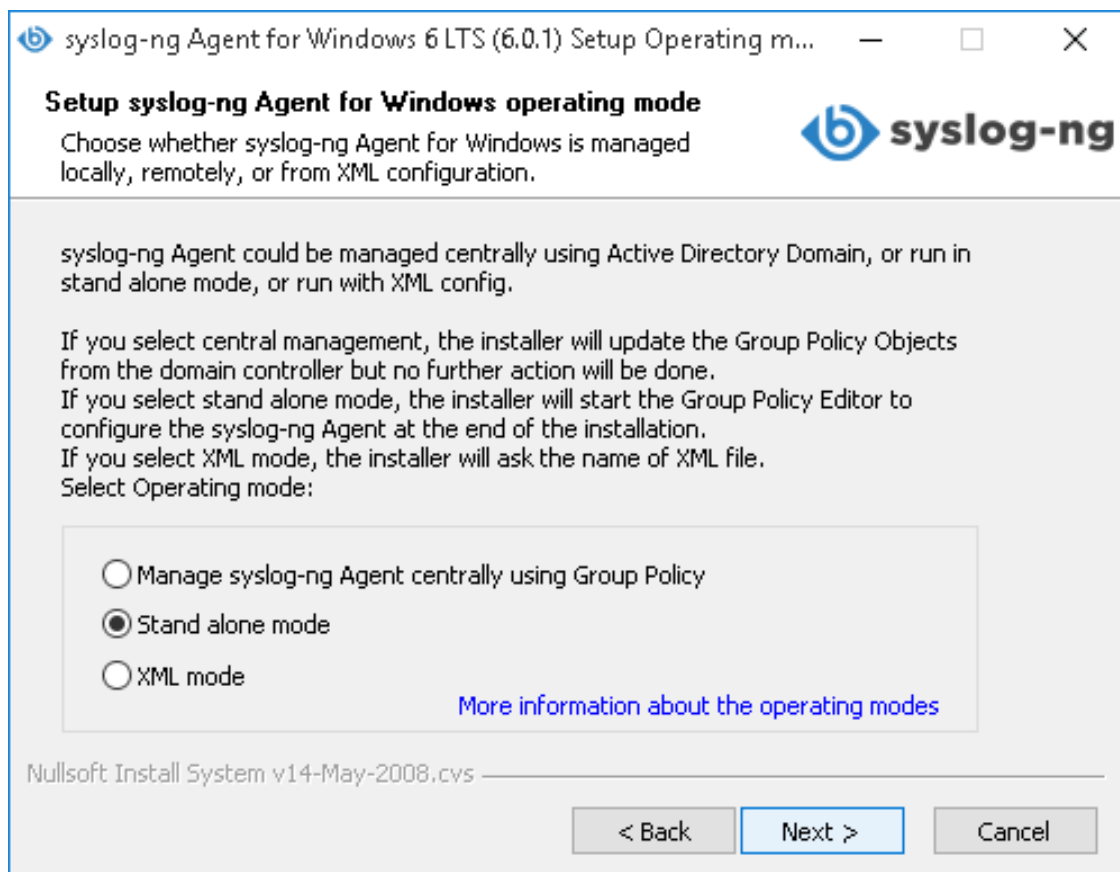 syslog-ng Agent for Windows 6 LTS (6.0.1) Setup Operating m...
Setup syslog-ng Agent for Windows operating mode
Choose whether syslog-ng Agent for Windows is managed
locally, remotely, or from XML configuration.
syslog-ng
syslog-ng Agent could be managed centrally using Active Directory Domain, or run in
stand alone mode, or run with XML config.
If you select central management, the installer will update the Group Policy Objects
from the domain controller but no further action will be done.
If you select stand alone mode, the installer will start the Group Policy Editor to
configure the syslog-ng Agent at the end of the installation.
If you select XML mode, the installer will ask the name of XML file.
Select Operating mode:
Manage syslog-ng Agent centrally using Group Policy
Stand alone mode
XML mode
More information about the operating modes
Nullsoft Install System v14-May-2008.cvs
< Back
Next >
Cancel